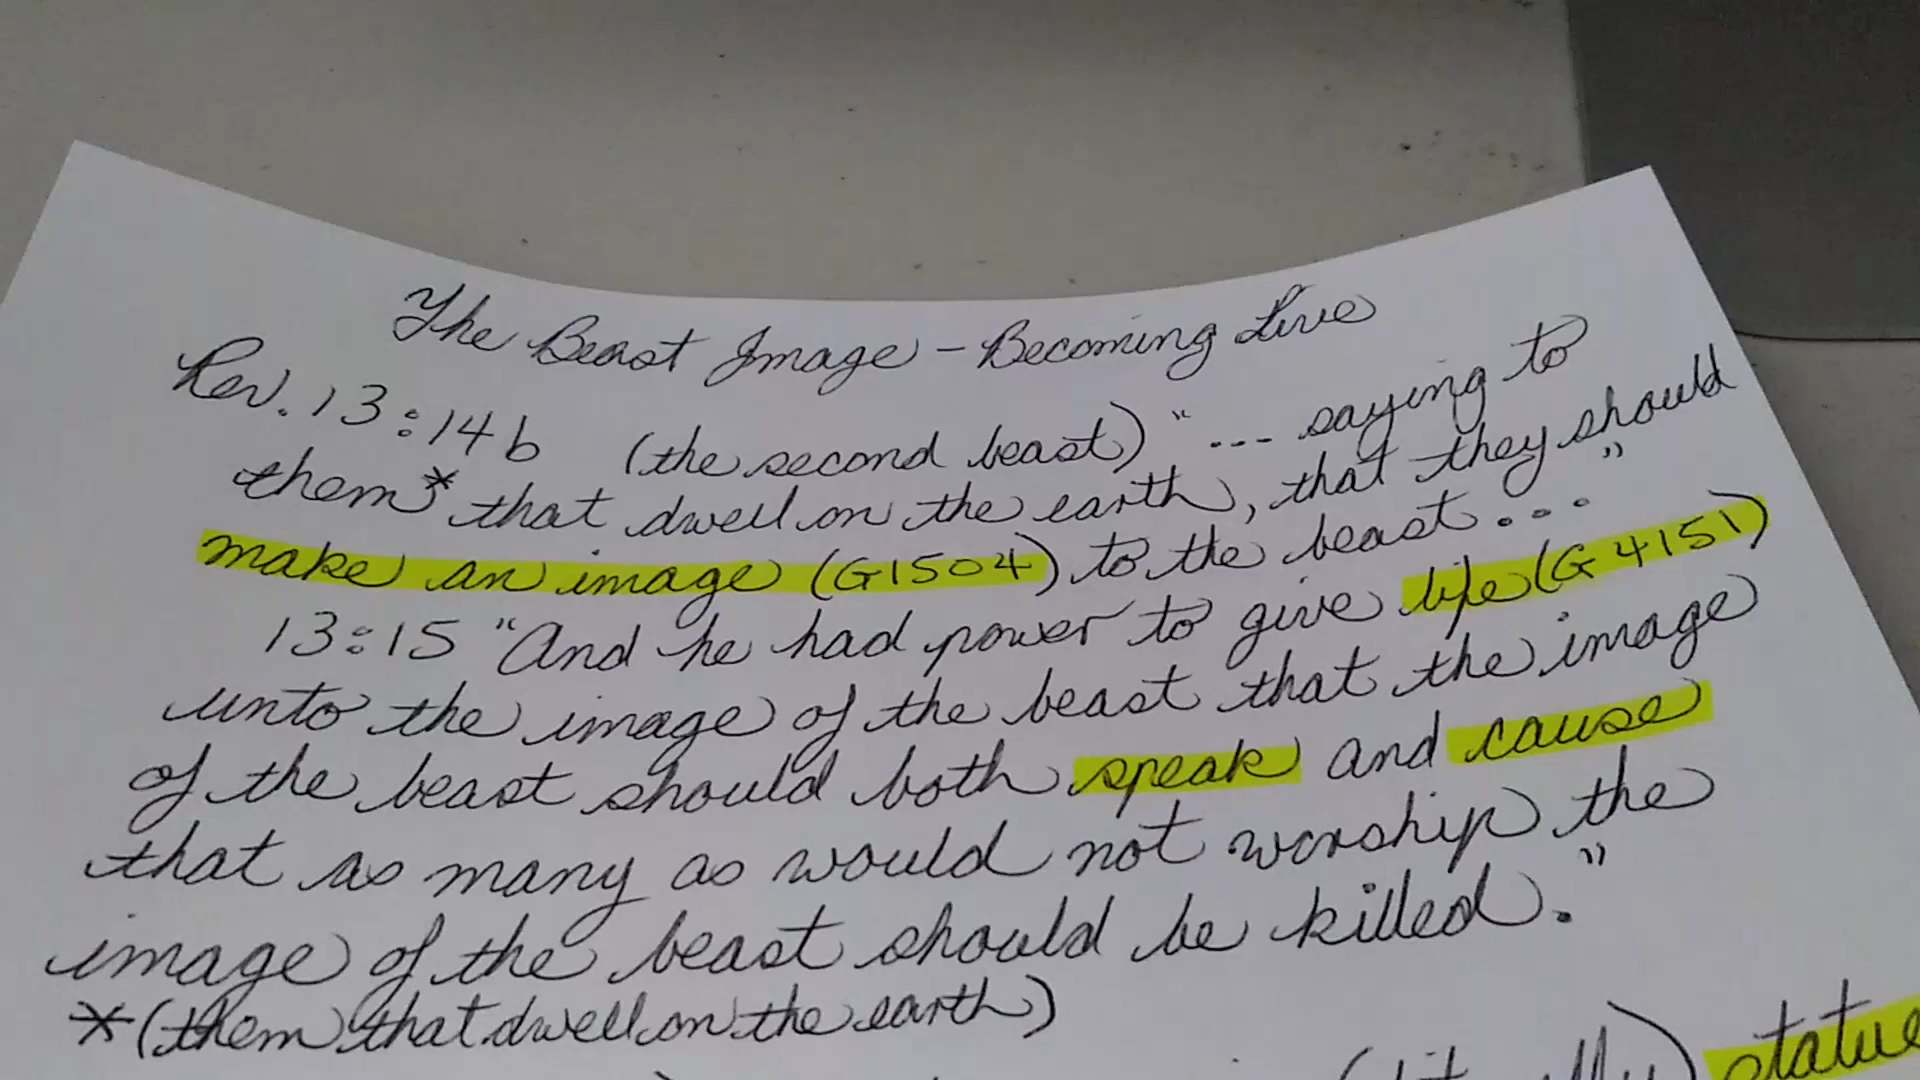 The Beast Image - Becoming Live
Rev. 13:14b (the second beast) "... saying to
them* that dwell on the earth, that they should
make an image (G1504) to the beast..."
13:15 "And he had power to give life (G4151)
unto the image of the beast that the image
of the beast should both speak and cause
that as many as would not worship the
image of the beast should be killed."
*(them that dwell on the earth)
statue